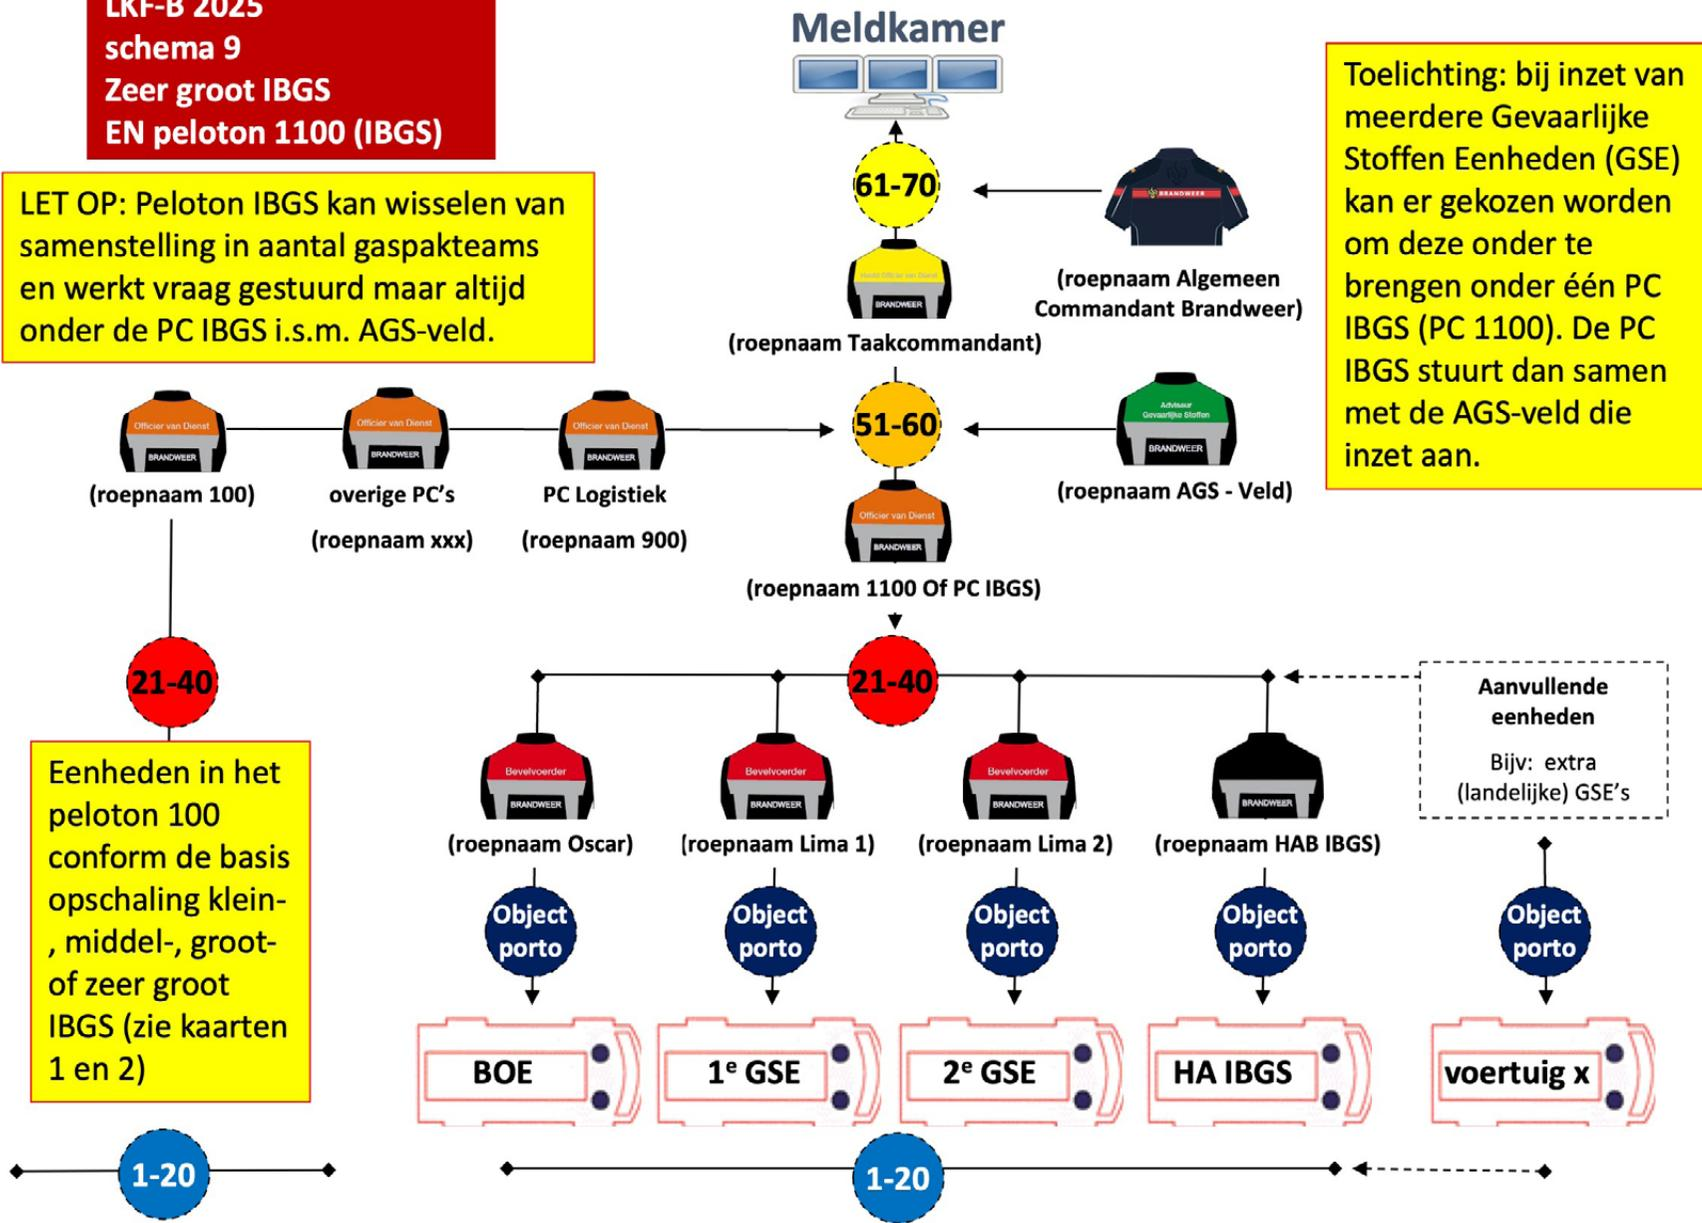 LKF-B 2025
schema 9
Zeer groot IBGS
EN peloton 1100 (IBGS)
Meldkamer
Toelichting: bij inzet van
meerdere Gevaarlijke
Stoffen Eenheden (GSE)
kan er gekozen worden
om deze onder te
brengen onder één PC
IBGS (PC 1100). De PC
IBGS stuurt dan samen
met de AGS-veld die
inzet aan.
LET OP: Peloton IBGS kan wisselen van
samenstelling in aantal gaspakteams
en werkt vraag gestuurd maar altijd
onder de PC IBGS i.s.m. AGS-veld.
61-70
BRANDWEER
(roepnaam Algemeen
Commandant Brandweer)
Hoofd Officier van Dienst
BRANDWEER
(roepnaam Taakcommandant)
Officier van Dienst
BRANDWEER
(roepnaam 100)
Officier van Dienst
BRANDWEER
overige PC's
(roepnaam xxx)
Officier van Dienst
BRANDWEER
PC Logistiek
(roepnaam 900)
51-60
Adviseur
Gevaarlijke Stoffen
BRANDWEER
(roepnaam AGS - Veld)
Officier van Dienst
BRANDWEER
(roepnaam 1100 Of PC IBGS)
21-40
21-40
Aanvullende
eenheden
Bijv: extra
(landelijke) GSE's
Eenheden in het
peloton 100
conform de basis
opschaling klein-
, middel-, groot-
of zeer groot
IBGS (zie kaarten
1 en 2)
Bevelvoerder
BRANDWEER
(roepnaam Oscar)
Bevelvoerder
BRANDWEER
(roepnaam Lima 1)
Bevelvoerder
BRANDWEER
(roepnaam Lima 2)
BRANDWEER
(roepnaam HAB IBGS)
Object
porto
Object
porto
Object
porto
Object
porto
Object
porto
BOE
1e GSE
2e GSE
HA IBGS
voertuig x
1-20
1-20